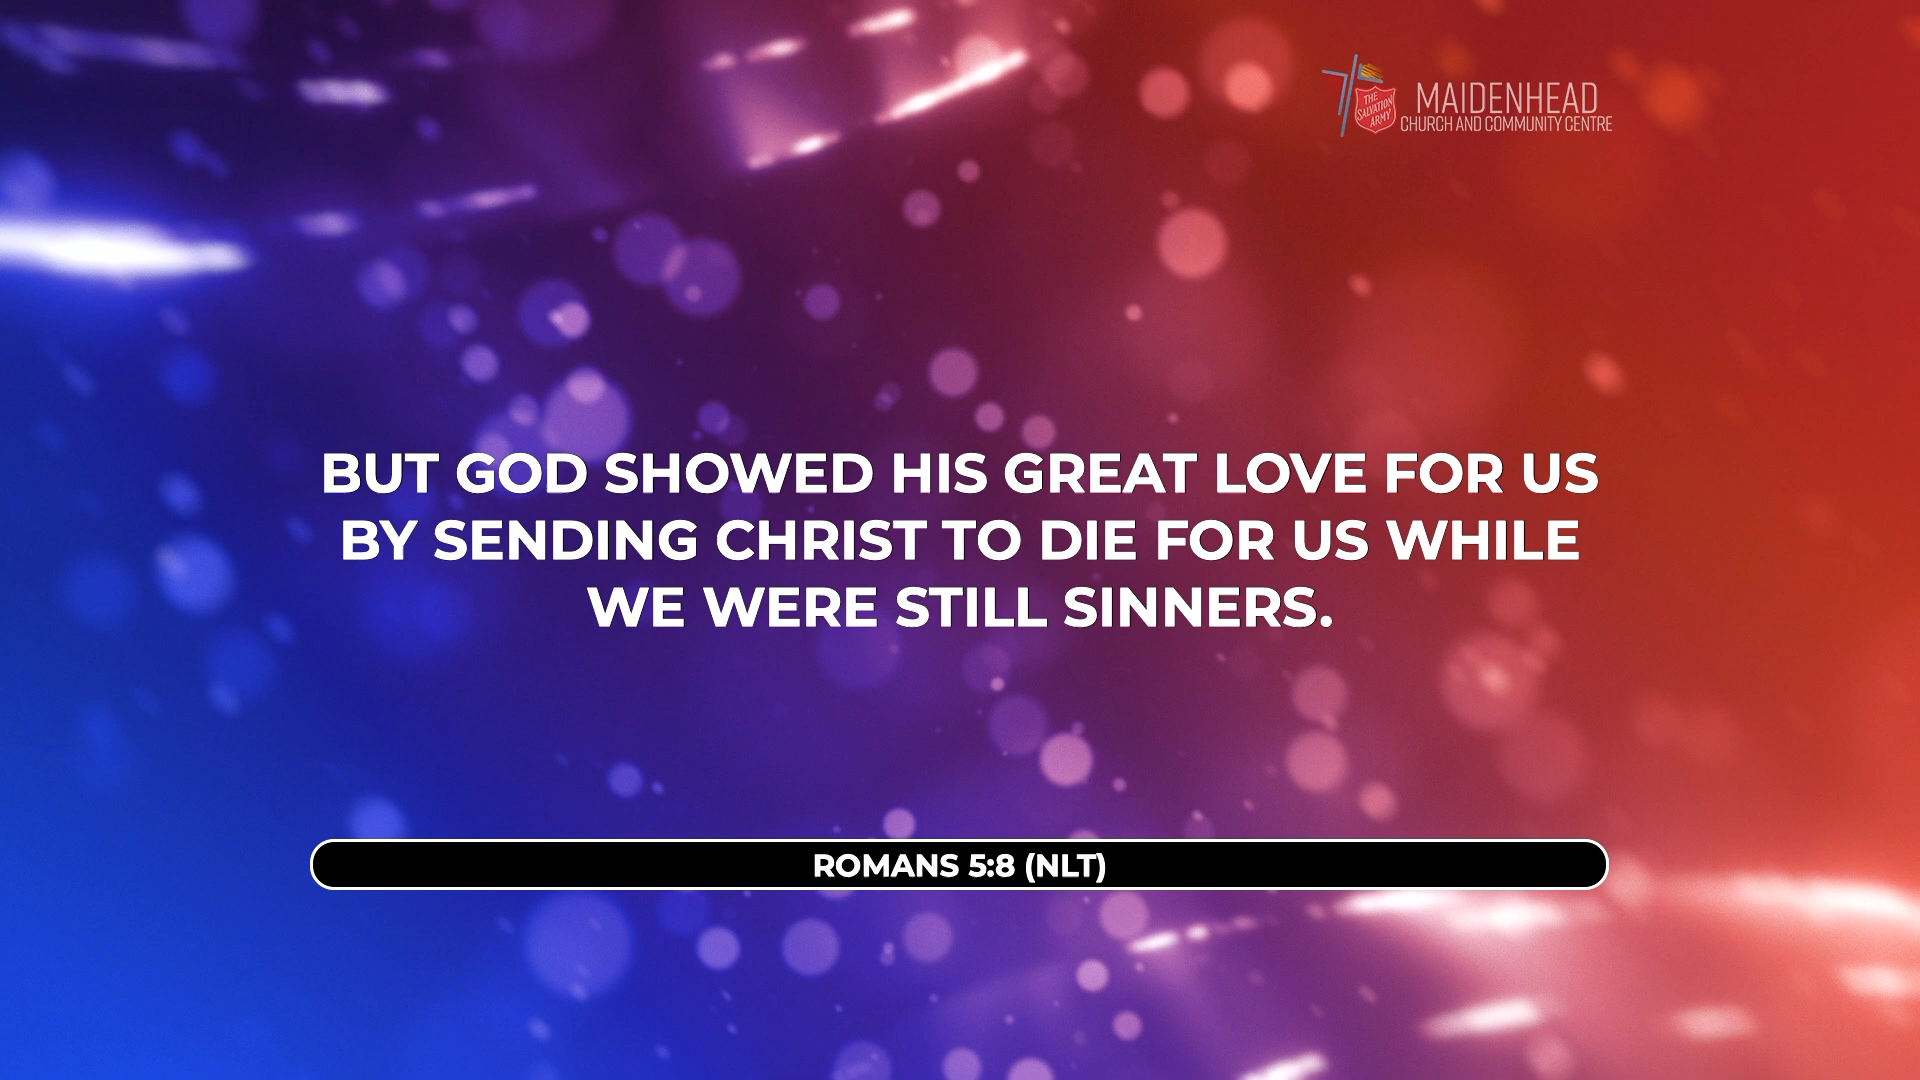 MAIDENHEAD
CHURCH AND COMMUNITY CENTRE
THE
SALVATION
ARMY
BUT GOD SHOWED HIS GREAT LOVE FOR US
BY SENDING CHRIST TO DIE FOR US WHILE
WE WERE STILL SINNERS.
ROMANS 5:8 (NLT)